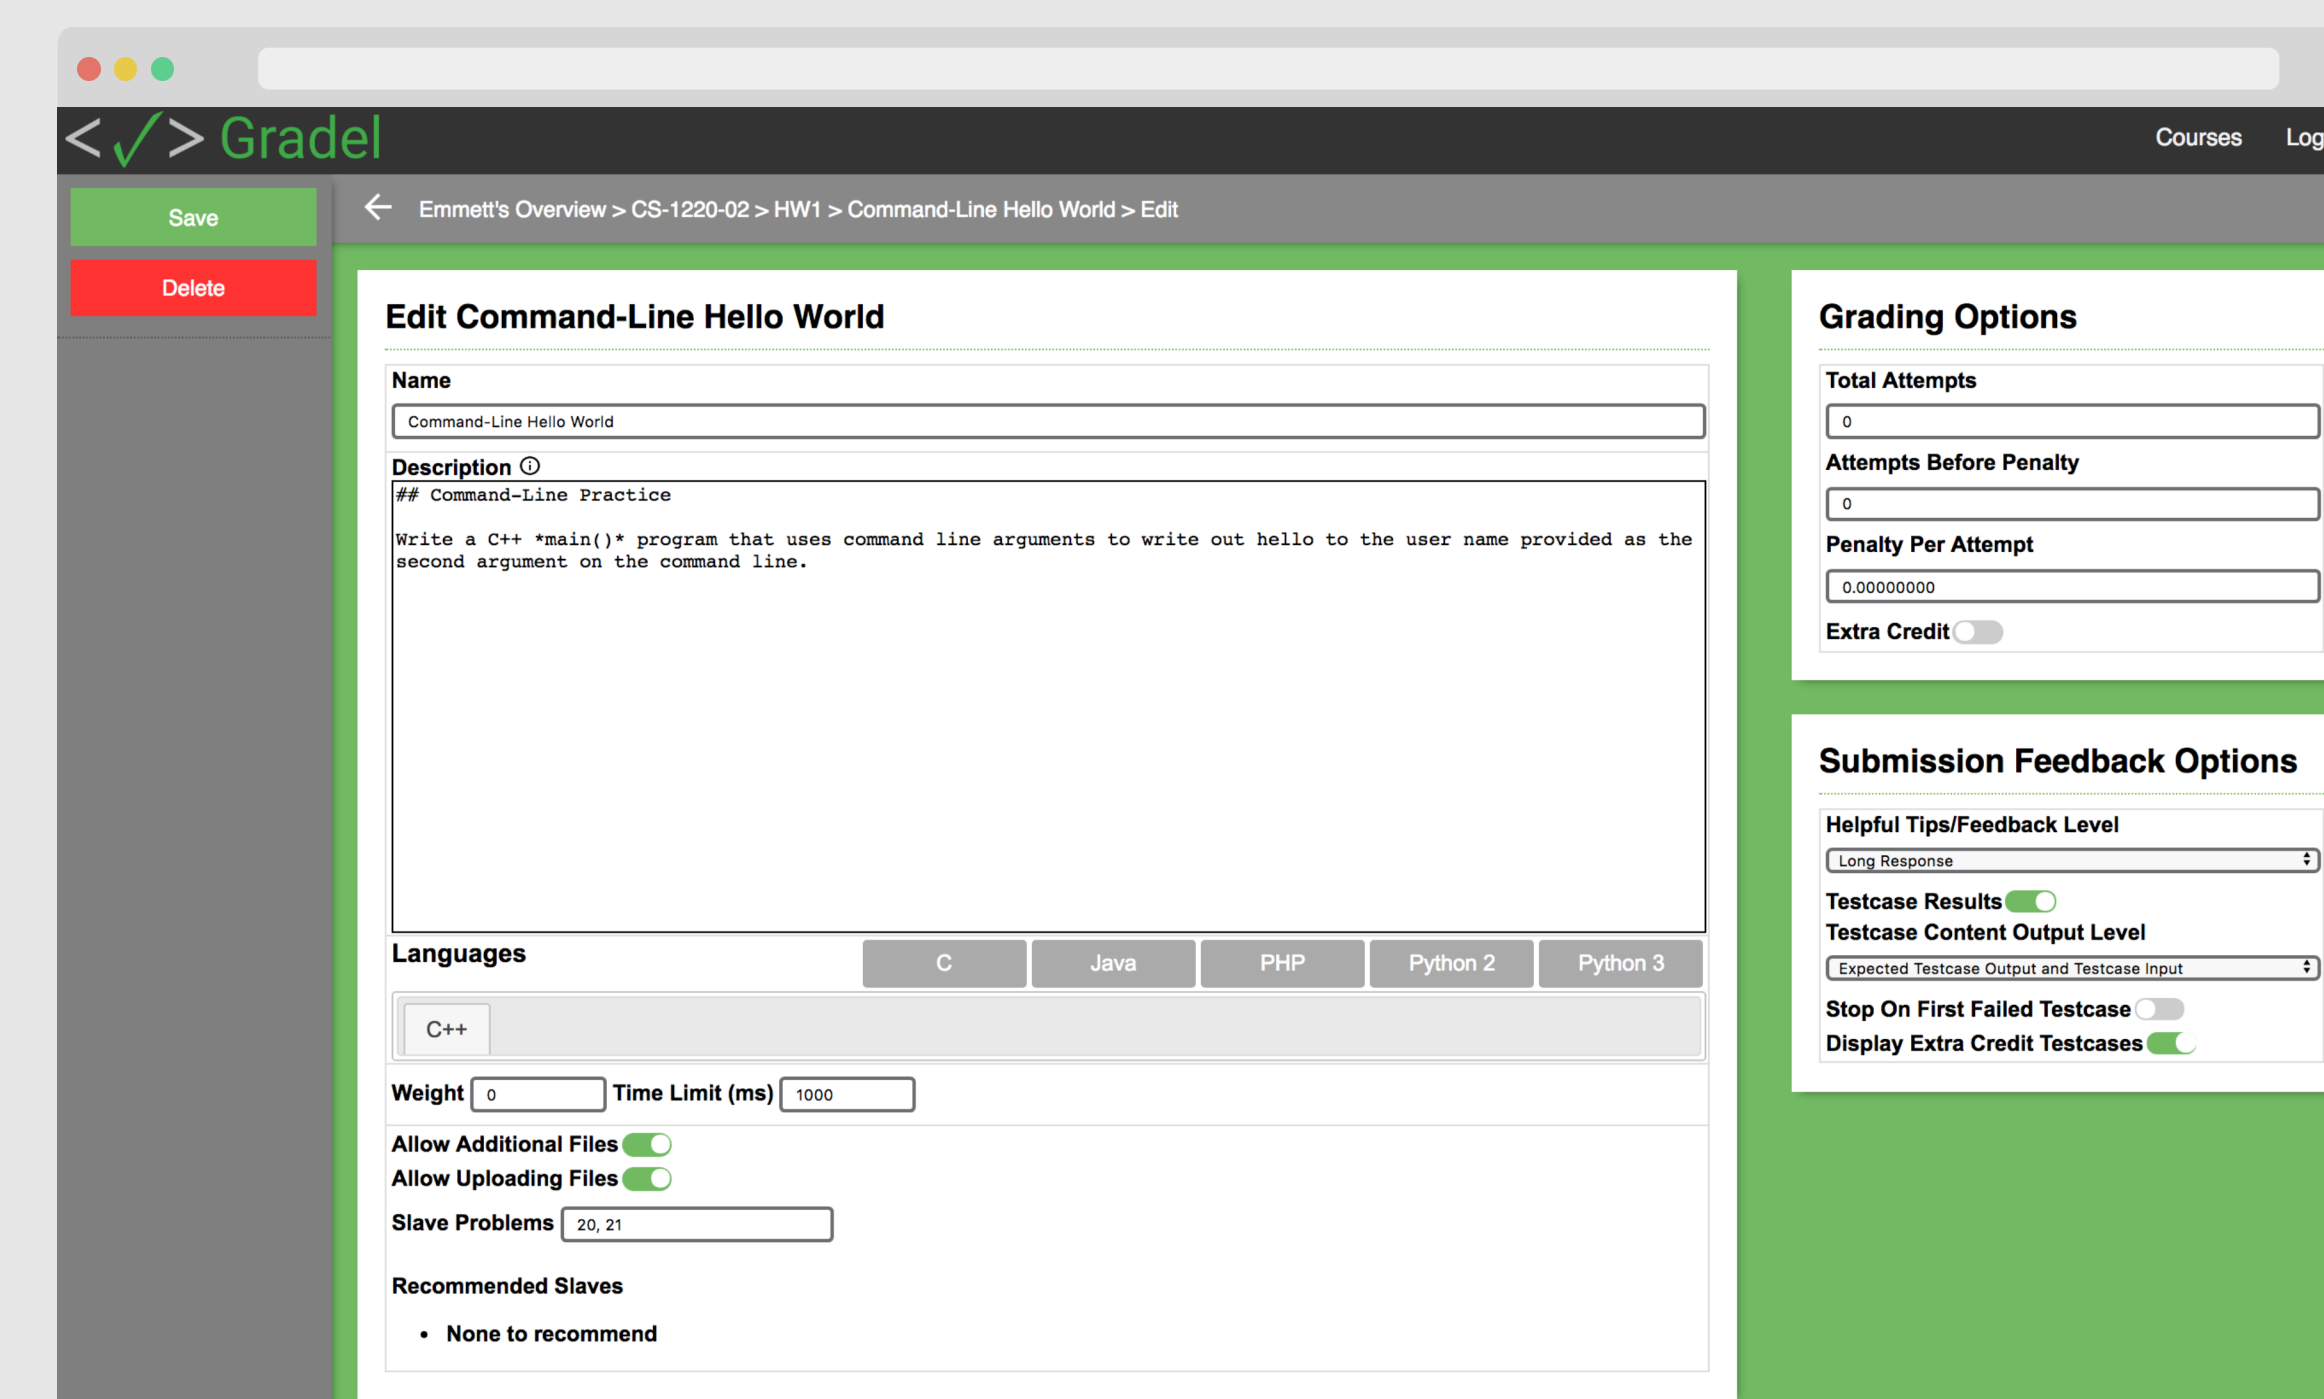 <✓> Gradel
Courses
Log
Save
Delete
Emmett's Overview > CS-1220-02 > HW1 > Command-Line Hello World > Edit
Edit Command-Line Hello World
Name
Command-Line Hello World
Description
## Command-Line Practice
Write a C++ *main()* program that uses command line arguments to write out hello to the user name provided as the
second argument on the command line.
Languages
C
Java
PHP
Python 2
Python 3
C++
Weight 0 Time Limit (ms) 1000
Allow Additional Files
Allow Uploading Files
Slave Problems 20, 21
Recommended Slaves
• None to recommend
Grading Options
Total Attempts
0
Attempts Before Penalty
0
Penalty Per Attempt
0.00000000
Extra Credit
Submission Feedback Options
Helpful Tips/Feedback Level
Long Response
Testcase Results
Testcase Content Output Level
Expected Testcase Output and Testcase Input
Stop On First Failed Testcase
Display Extra Credit Testcases